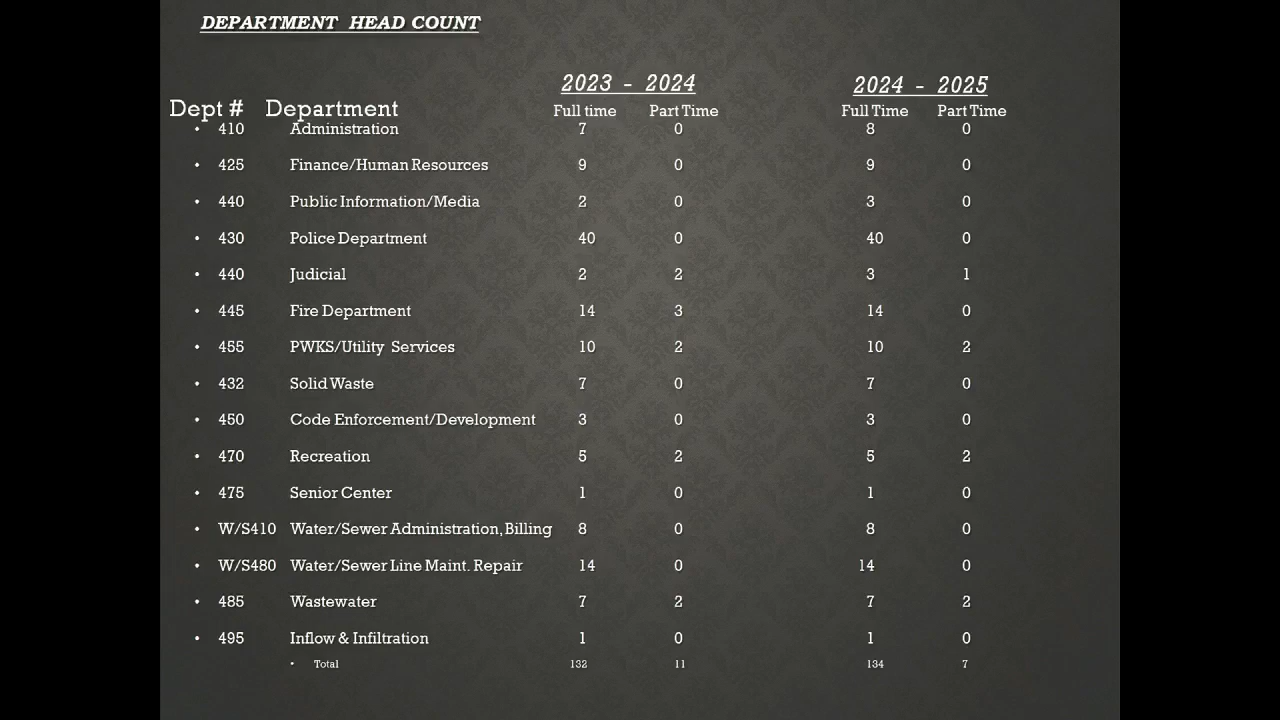 DEPARTMENT HEAD COUNT
2023 - 2024 2024 - 2025
Dept # Department Full time Part Time Full Time Part Time
• 410 Administration 7 0 8 0
• 425 Finance/Human Resources 9 0 9 0
• 440 Public Information/Media 2 0 3 0
• 430 Police Department 40 0 40 0
• 440 Judicial 2 2 3 1
• 445 Fire Department 14 3 14 0
• 455 PWKS/Utility Services 10 2 10 2
• 432 Solid Waste 7 0 7 0
• 450 Code Enforcement/Development 3 0 3 0
• 470 Recreation 5 2 5 2
• 475 Senior Center 1 0 1 0
• W/S410 Water/Sewer Administration, Billing 8 0 8 0
• W/S480 Water/Sewer Line Maint. Repair 14 0 14 0
• 485 Wastewater 7 2 7 2
• 495 Inflow & Infiltration 1 0 1 0
• Total 132 11 134 7